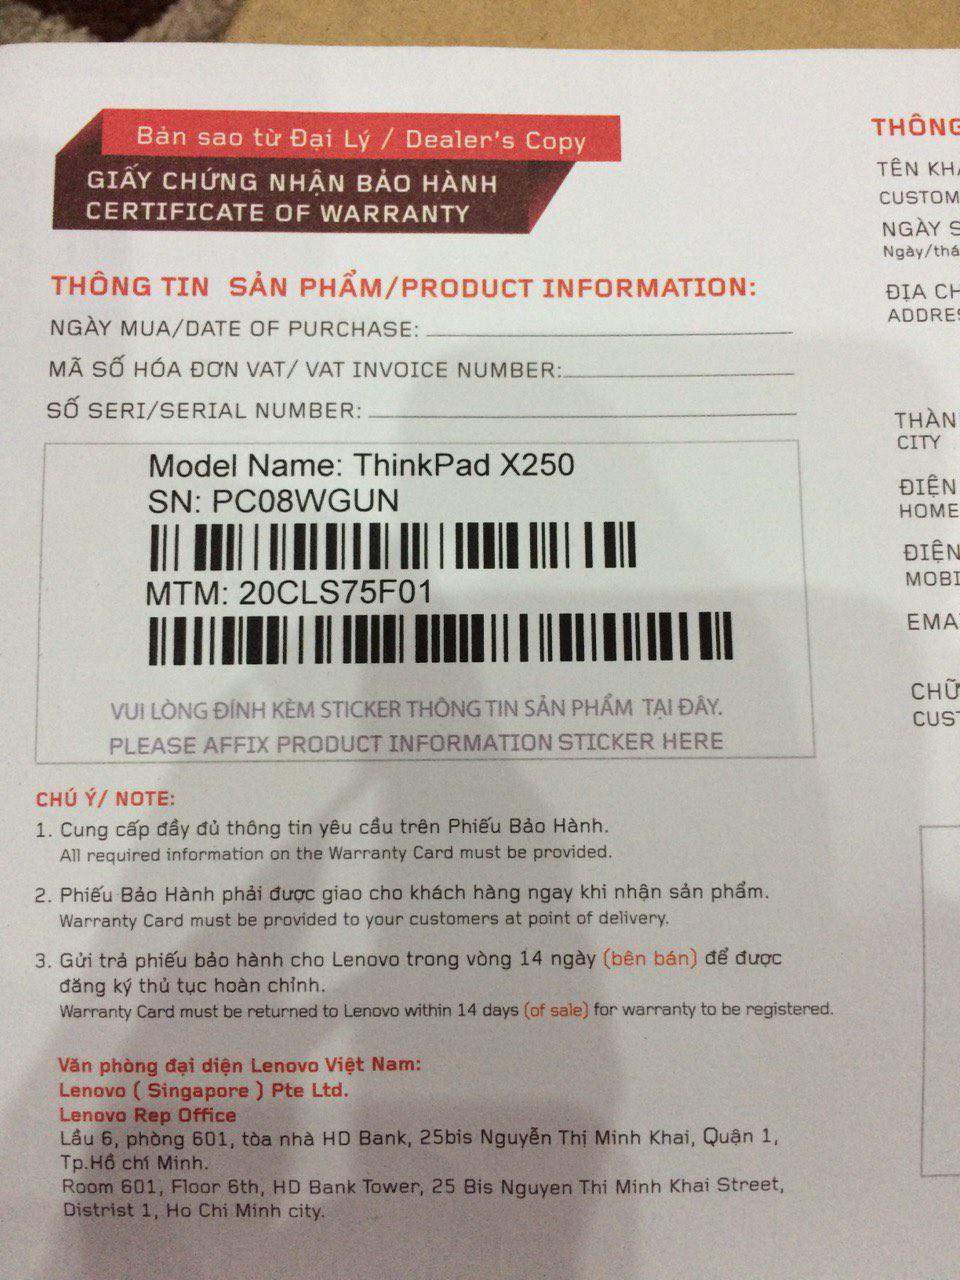 Bản sao từ Đại Lý / Dealer's Copy
GIẤY CHỨNG NHẬN BẢO HÀNH
CERTIFICATE OF WARRANTY
THÔNG TIN SẢN PHẨM/PRODUCT INFORMATION:
NGÀY MUA/DATE OF PURCHASE:
MÃ SỐ HÓA ĐƠN VAT/ VAT INVOICE NUMBER:
SỐ SERI/SERIAL NUMBER:
Model Name: ThinkPad X250
SN: PC08WGUN
MTM: 20CLS75F01
VUI LÒNG ĐÍNH KÈM STICKER THÔNG TIN SẢN PHẨM TẠI ĐÂY.
PLEASE AFFIX PRODUCT INFORMATION STICKER HERE
CHÚ Ý/ NOTE:
1. Cung cấp đầy đủ thông tin yêu cầu trên Phiếu Bảo Hành.
All required information on the Warranty Card must be provided.
2. Phiếu Bảo Hành phải được giao cho khách hàng ngay khi nhận sản phẩm.
Warranty Card must be provided to your customers at point of delivery.
3. Gửi trả phiếu bảo hành cho Lenovo trong vòng 14 ngày (bên bán) để được
đăng ký thủ tục hoàn chỉnh.
Warranty Card must be returned to Lenovo within 14 days (of sale) for warranty to be registered.
Văn phòng đại diện Lenovo Việt Nam:
Lenovo ( Singapore ) Pte Ltd.
Lenovo Rep Office
Lầu 6, phòng 601, tòa nhà HD Bank, 25bis Nguyễn Thị Minh Khai, Quận 1,
Tp.Hồ chí Minh.
Room 601, Floor 6th, HD Bank Tower, 25 Bis Nguyen Thi Minh Khai Street,
Distrist 1, Ho Chi Minh city.
THÔNG
TÊN
NGÀY
ĐỊA
THÀN
CITY
ĐIỆN
HOME
ĐIỆN
MOBI
EMA
CHỮ
CUST